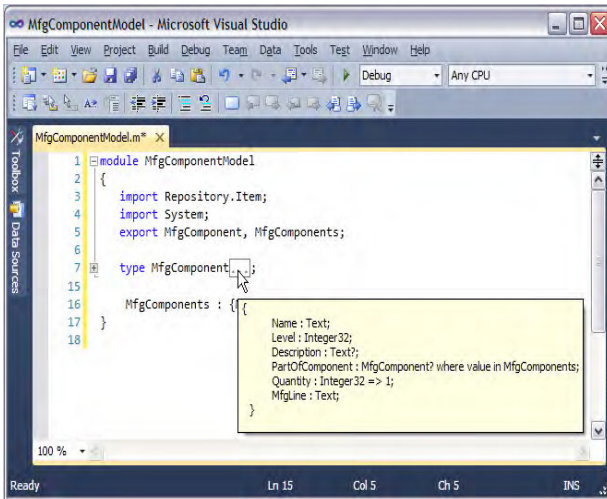 MfgComponentModel - Microsoft Visual Studio
File Edit View Project Build Debug Team Data Tools Test Window Help
Debug Any CPU
MfgComponentModel.m* X
Toolbox
Data Sources
1 module MfgComponentModel
2 {
3 import Repository.Item;
4 import System;
5 export MfgComponent, MfgComponents;
6
7 type MfgComponent...;
15
16 MfgComponents : {
17 }
18
{
Name : Text;
Level : Integer32;
Description : Text?;
PartOfComponent : MfgComponent? where value in MfgComponents;
Quantity : Integer32 => 1;
MfgLine : Text;
}
100 %
Ready Ln 15 Col 5 Ch 5 INS